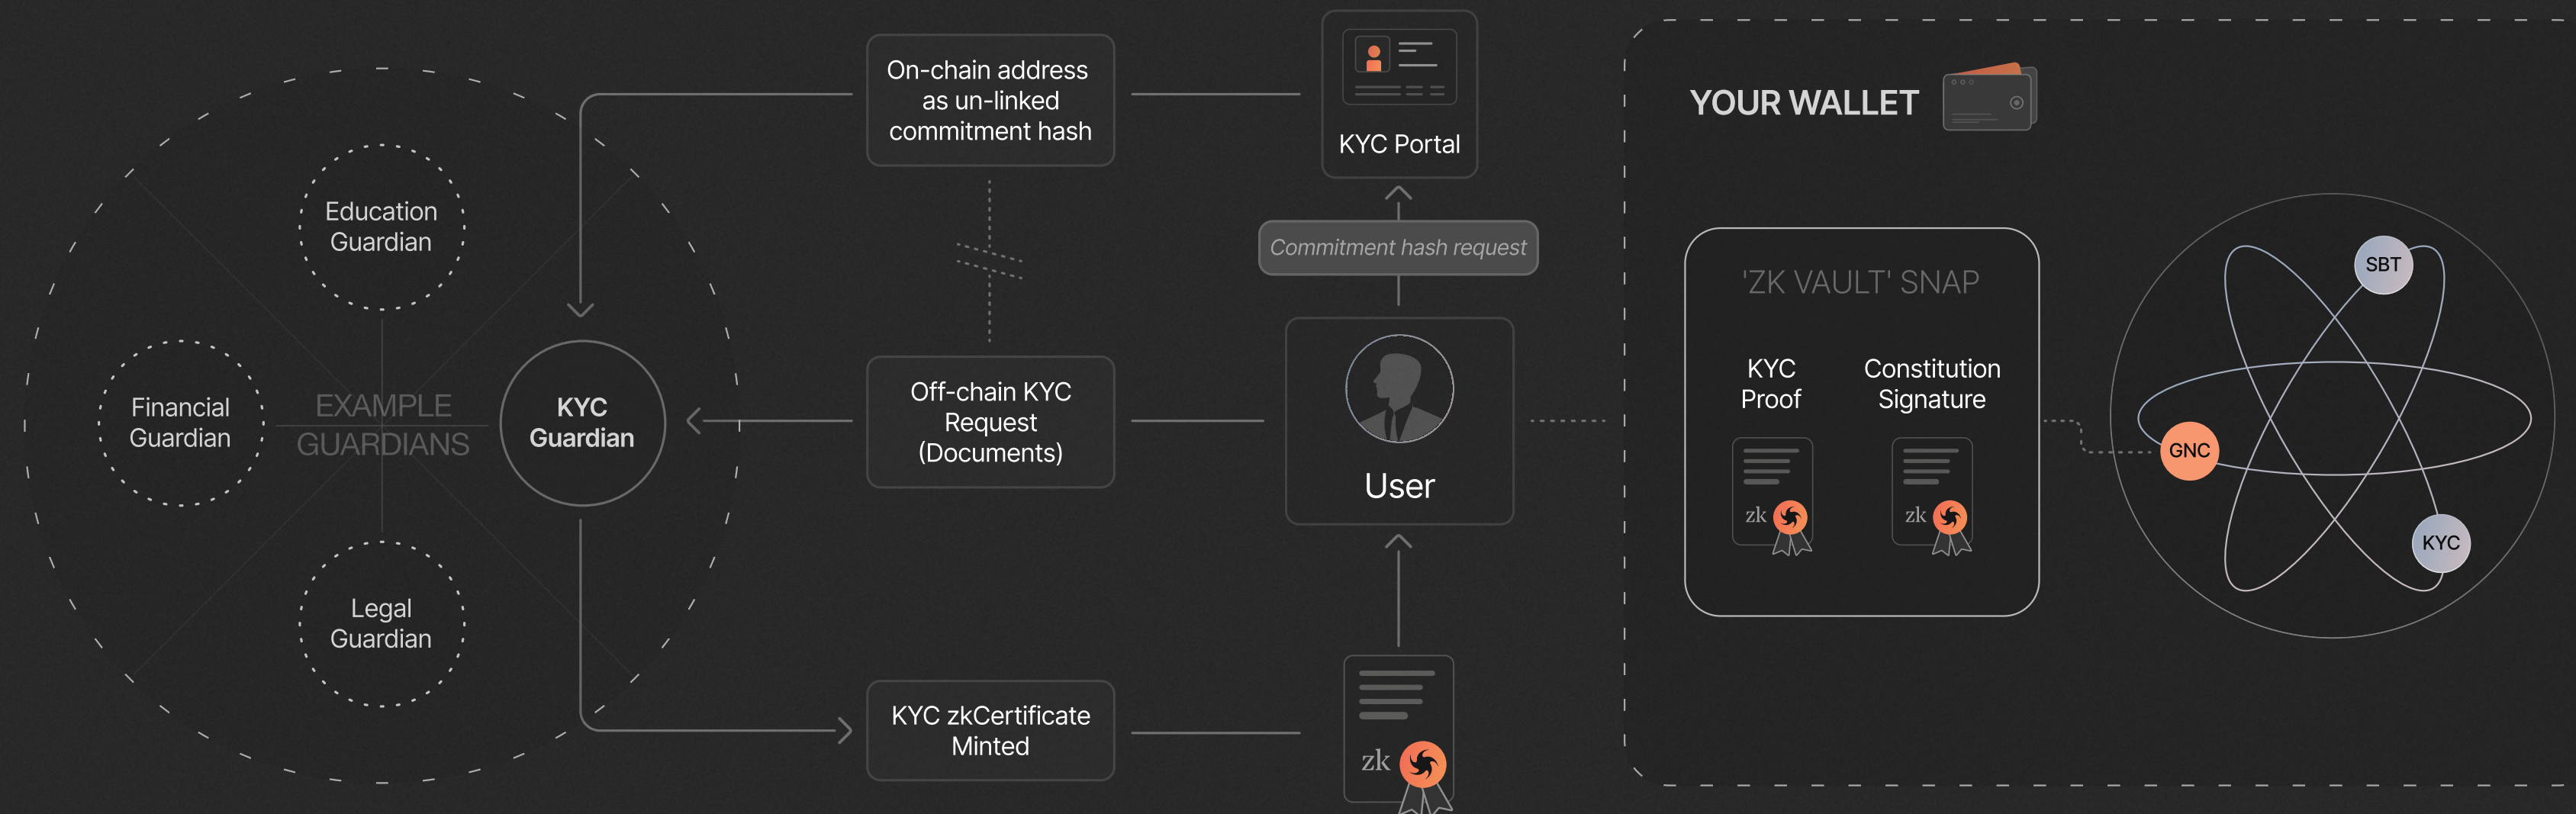 Education
Guardian
Financial
Guardian
EXAMPLE
GUARDIANS
KYC
Guardian
Legal
Guardian
On-chain address
as un-linked
commitment hash
Off-chain KYC
Request
(Documents)
KYC zkCertificate
Minted
KYC Portal
Commitment hash request
User
zk
YOUR WALLET
'ZK VAULT' SNAP
KYC
Proof
zk
Constitution
Signature
zk
SBT
GNC
KYC